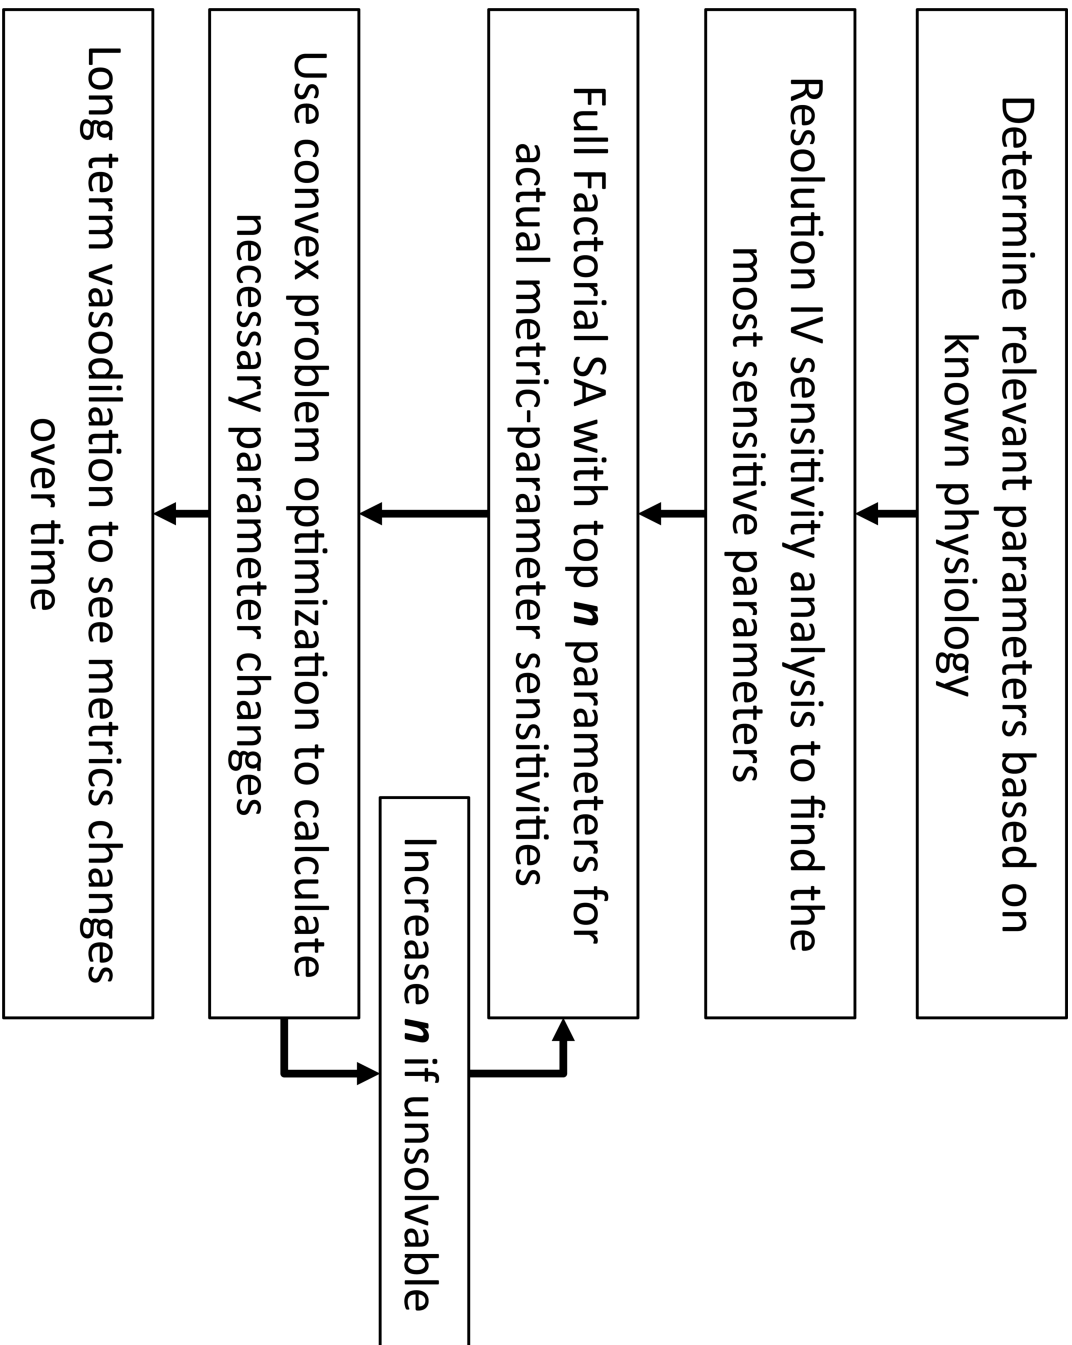 Determine relevant parameters based on
known physiology
Resolution IV sensitivity analysis to find the
most sensitive parameters
Full Factorial SA with top n parameters for
actual metric-parameter sensitivities
Use convex problem optimization to calculate
necessary parameter changes
Increase n if unsolvable
Long term vasodilation to see metrics changes
over time